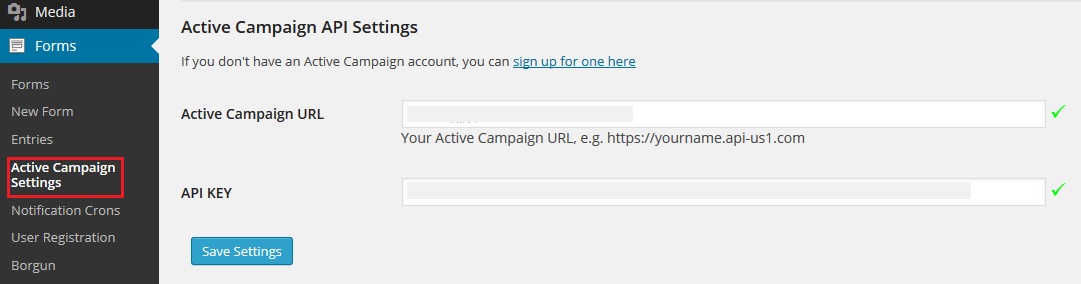 Media
Forms
Forms
New Form
Entries
Active Campaign
Settings
Notification Crons
User Registration
Borgun
Active Campaign API Settings
If you don't have an Active Campaign account, you can sign up for one here
Active Campaign URL
Your Active Campaign URL, e.g. https://yourname.api-us1.com
API KEY
Save Settings